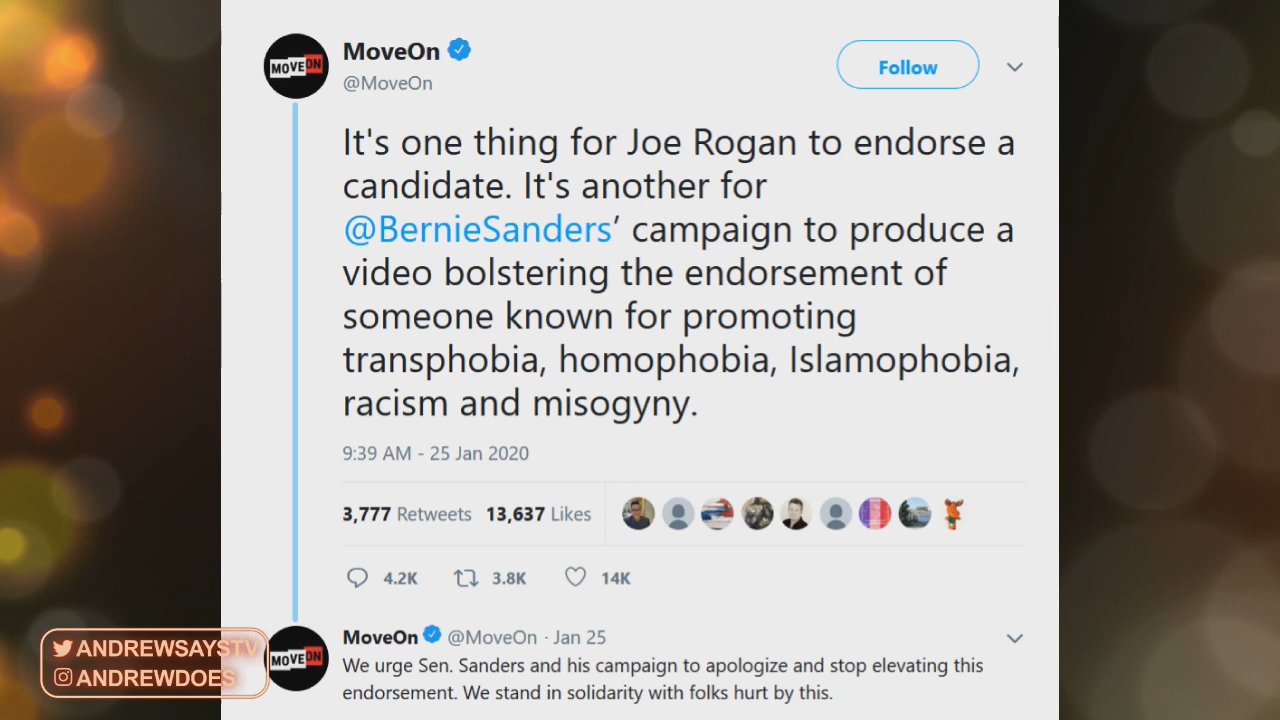 MoveOn
@MoveOn
Follow
MOVEON
It's one thing for Joe Rogan to endorse a
candidate. It's another for
@BernieSanders’ campaign to produce a
video bolstering the endorsement of
someone known for promoting
transphobia, homophobia, Islamophobia,
racism and misogyny.
9:39 AM - 25 Jan 2020
3,777 Retweets 13,637 Likes
4.2K 3.8K 14K
MoveOn @MoveOn · Jan 25
MOVEON
We urge Sen. Sanders and his campaign to apologize and stop elevating this
endorsement. We stand in solidarity with folks hurt by this.
ANDREWSAYSTV
ANDREWDOES